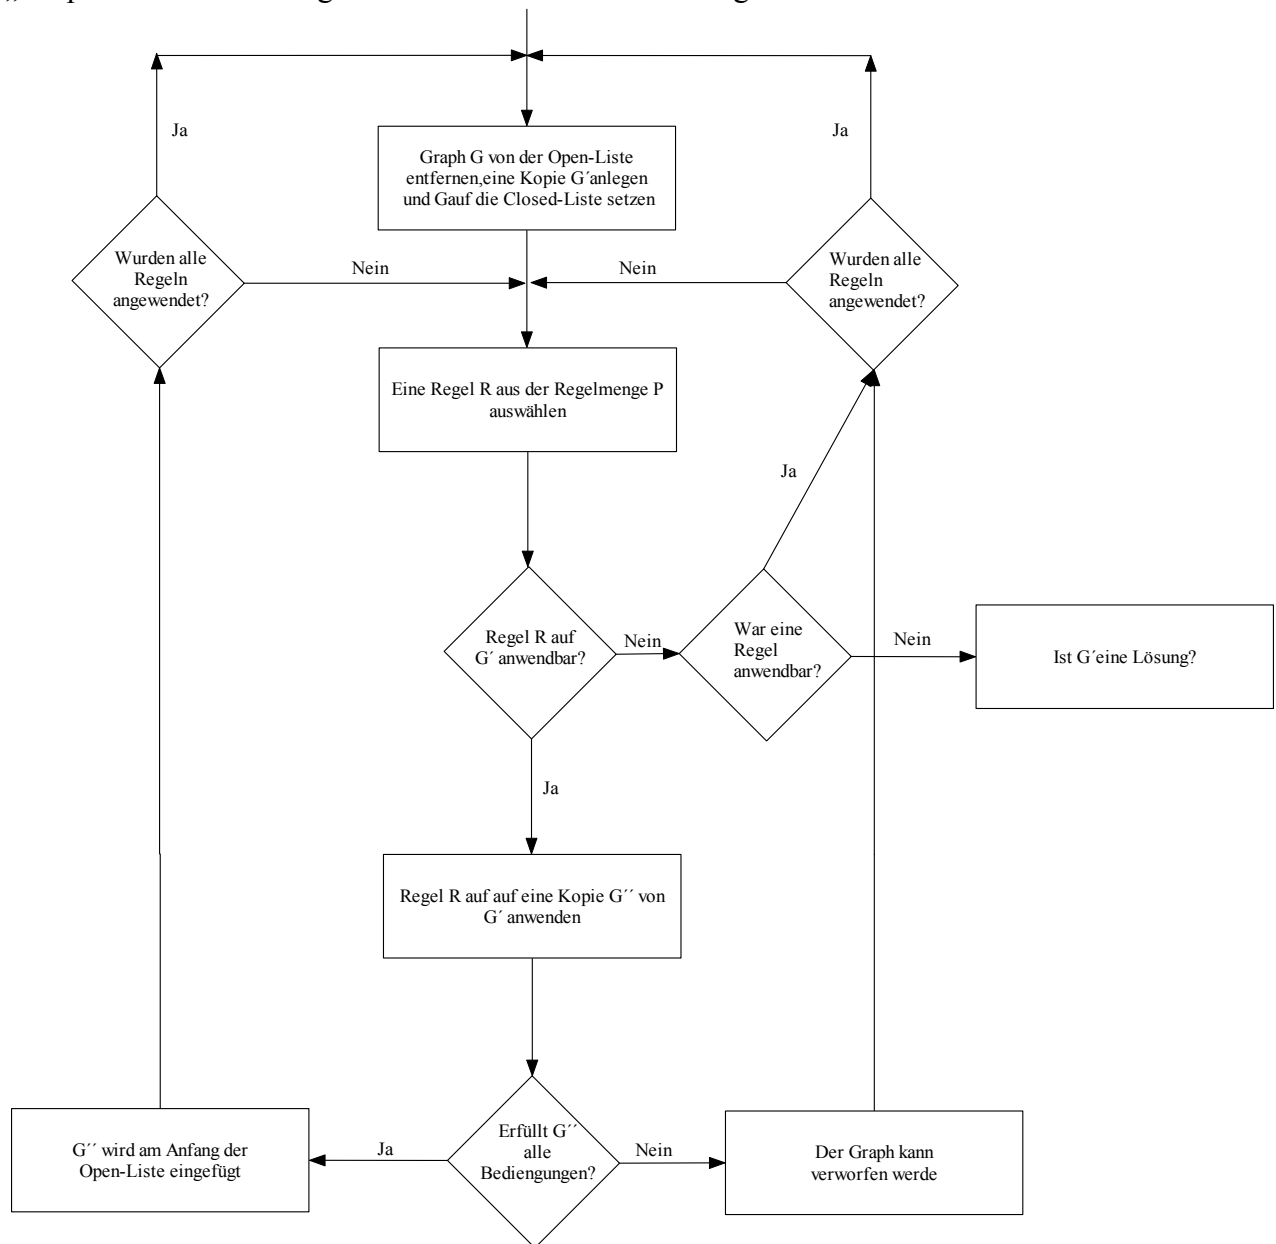 Ja
Ja
Graph G von der Open-Liste
entfernen,eine Kopie G´anlegen
und Gauf die Closed-Liste setzen
Wurden alle
Regeln
angewendet?
Nein
Nein
Wurden alle
Regeln
angewendet?
Eine Regel R aus der Regelmenge P
auswählen
Ja
Regel R auf
G´ anwendbar?
Nein
War eine
Regel
anwendbar?
Nein
Ist G´eine Lösung?
Ja
Regel R auf auf eine Kopie G´´ von
G´ anwenden
G´´ wird am Anfang der
Open-Liste eingefügt
Ja
Erfüllt G´´
alle
Bediengungen?
Nein
Der Graph kann
verworfen werde